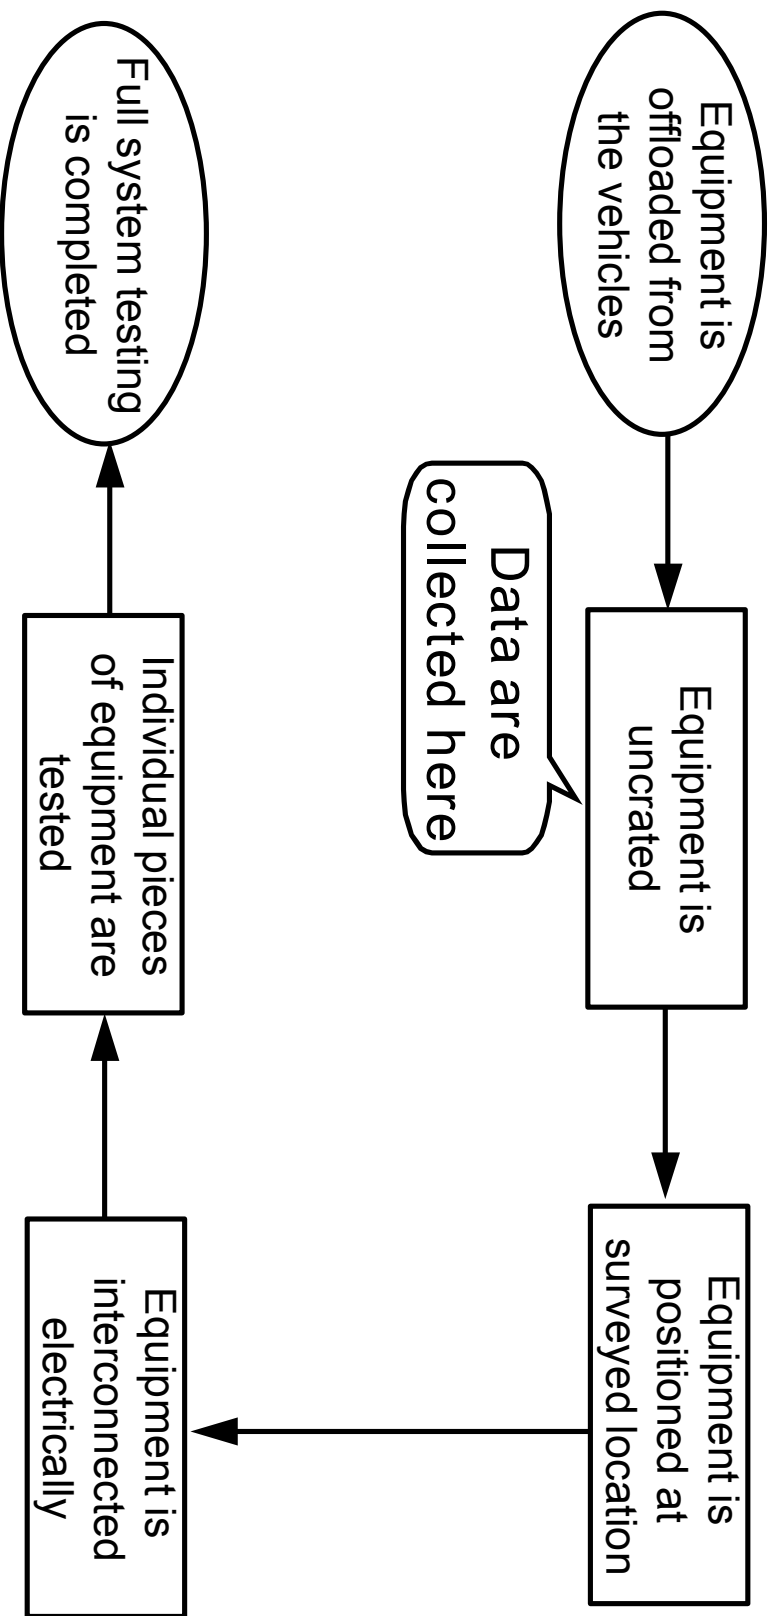 Equipment is
offloaded from
the vehicles
Equipment is
uncrated
Equipment is
positioned at
surveyed location
Data are
collected here
Full system testing
is completed
Individual pieces
of equipment are
tested
Equipment is
interconnected
electrically